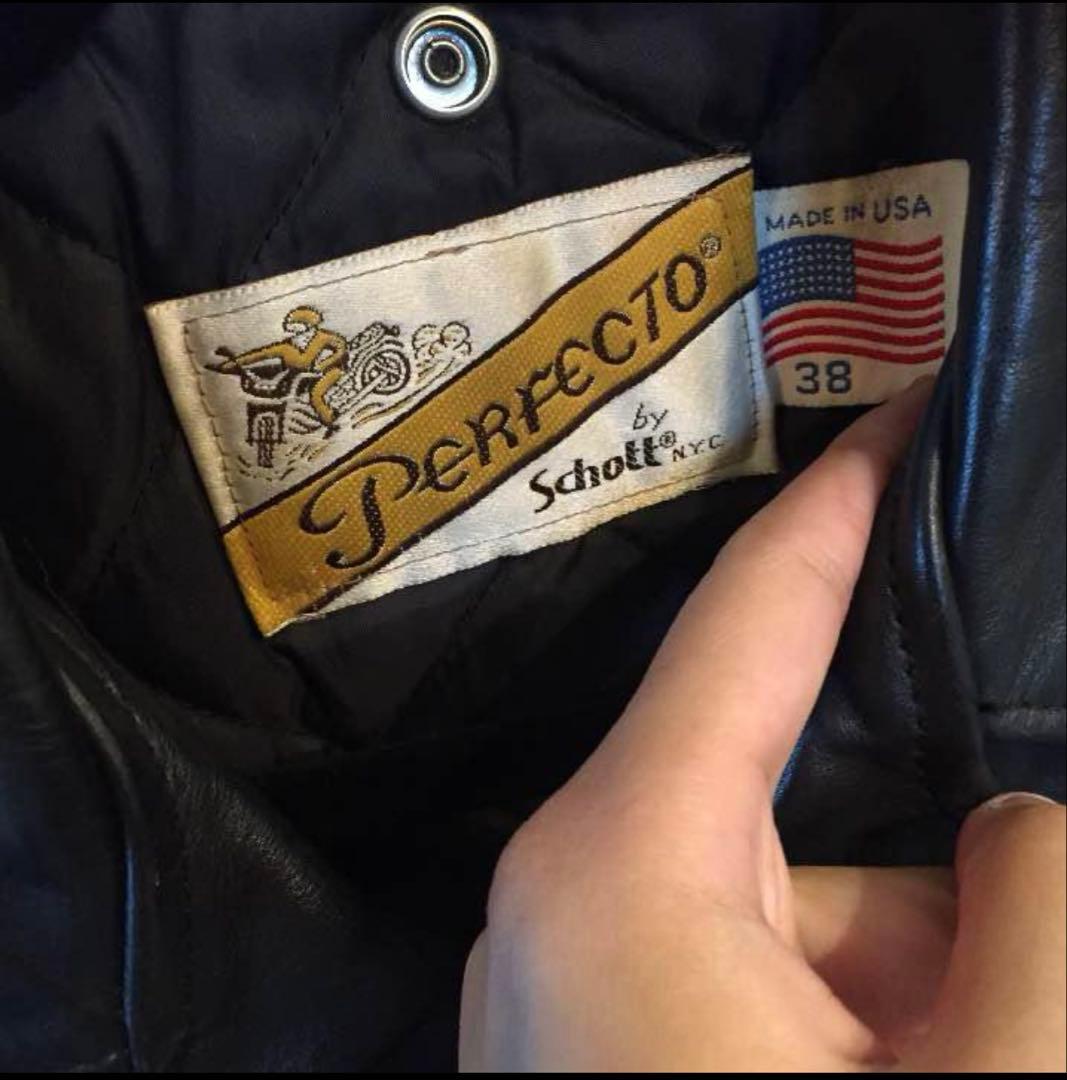 PERFECTO®
by
Schott® N.Y.C.
MADE IN USA
38